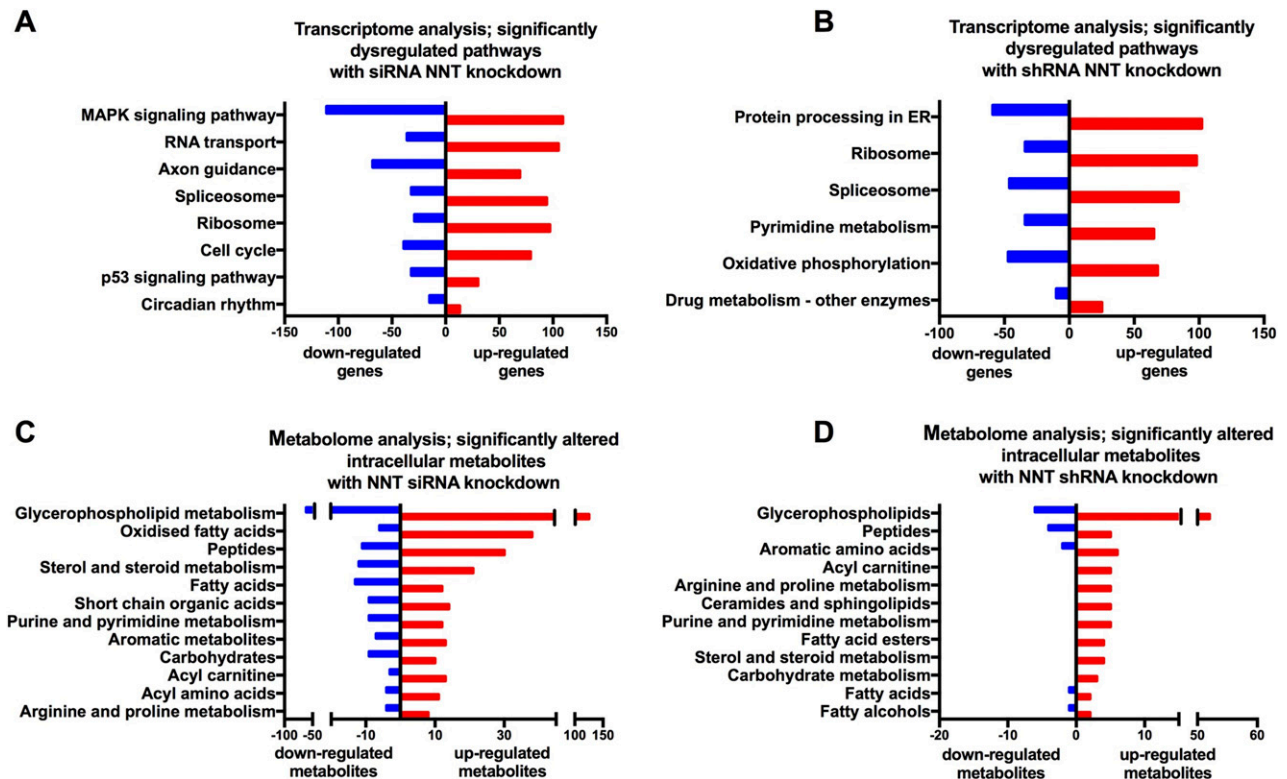 A
Transcriptome analysis; significantly
dysregulated pathways
with siRNA NNT knockdown
MAPK signaling pathway
RNA transport
Axon guidance
Spliceosome
Ribosome
Cell cycle
p53 signaling pathway
Circadian rhythm
-150 -100 -50 0 50 100 150
down-regulated up-regulated
genes genes
B
Transcriptome analysis; significantly
dysregulated pathways
with shRNA NNT knockdown
Protein processing in ER
Ribosome
Spliceosome
Pyrimidine metabolism
Oxidative phosphorylation
Drug metabolism - other enzymes
-100 -50 0 50 100 150
down-regulated up-regulated
genes genes
C
Metabolome analysis; significantly altered
intracellular metabolites
with NNT siRNA knockdown
Glycerophospholipid metabolism
Oxidised fatty acids
Peptides
Sterol and steroid metabolism
Fatty acids
Short chain organic acids
Purine and pyrimidine metabolism
Aromatic metabolites
Carbohydrates
Acyl carnitine
Acyl amino acids
Arginine and proline metabolism
-100 -50 -10 10 30 100 150
down-regulated up-regulated
metabolites metabolites
D
Metabolome analysis; significantly altered
intracellular metabolites
with NNT shRNA knockdown
Glycerophospholipids
Peptides
Aromatic amino acids
Acyl carnitine
Arginine and proline metabolism
Ceramides and sphingolipids
Purine and pyrimidine metabolism
Fatty acid esters
Sterol and steroid metabolism
Carbohydrate metabolism
Fatty acids
Fatty alcohols
-20 -10 0 10 50 60
down-regulated up-regulated
metabolites metabolites